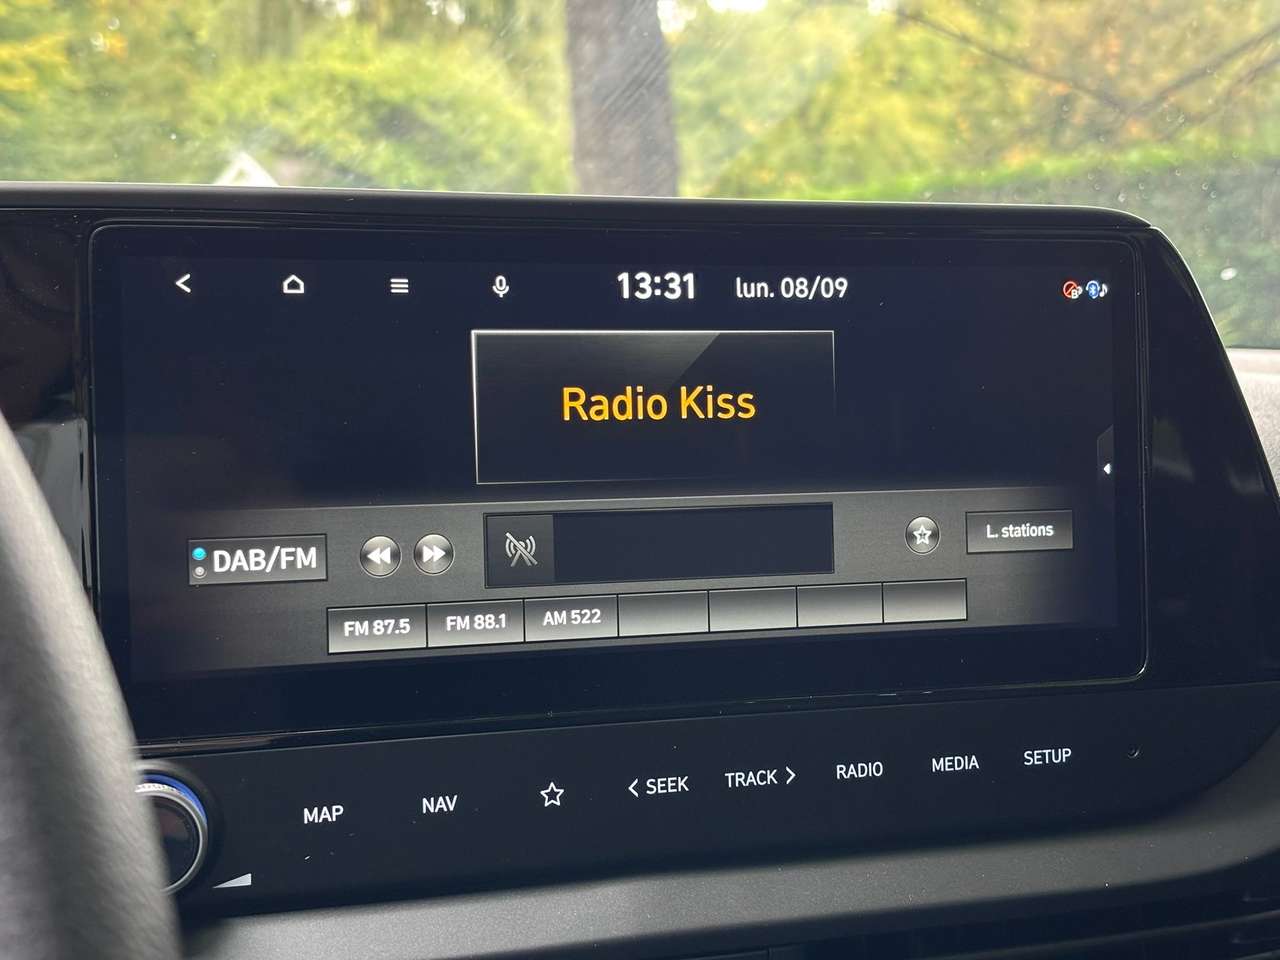 13:31 lun. 08/09
Radio Kiss
DAB/FM
L. stations
FM 87.5 FM 88.1 AM 522
MAP NAV SEEK TRACK RADIO MEDIA SETUP